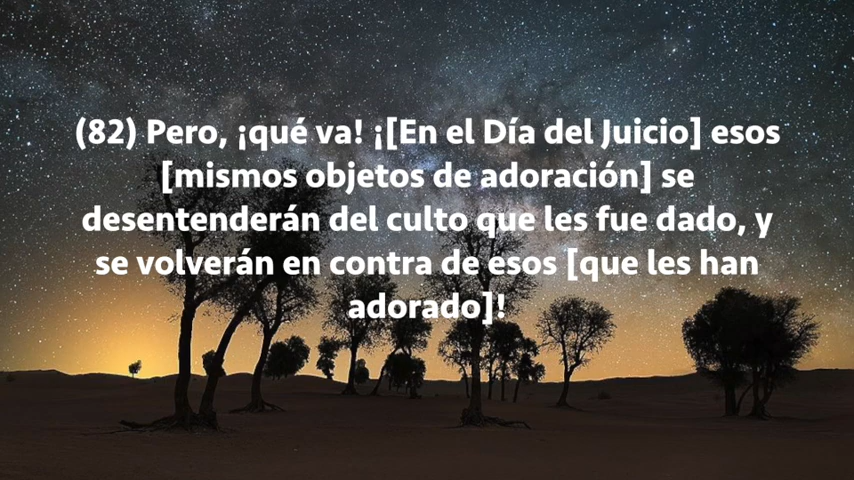 (82) Pero, ¡qué va! ¡[En el Día del Juicio] esos
[mismos objetos de adoración] se
desentenderán del culto que les fue dado, y
se volverán en contra de esos [que les han
adorado]!